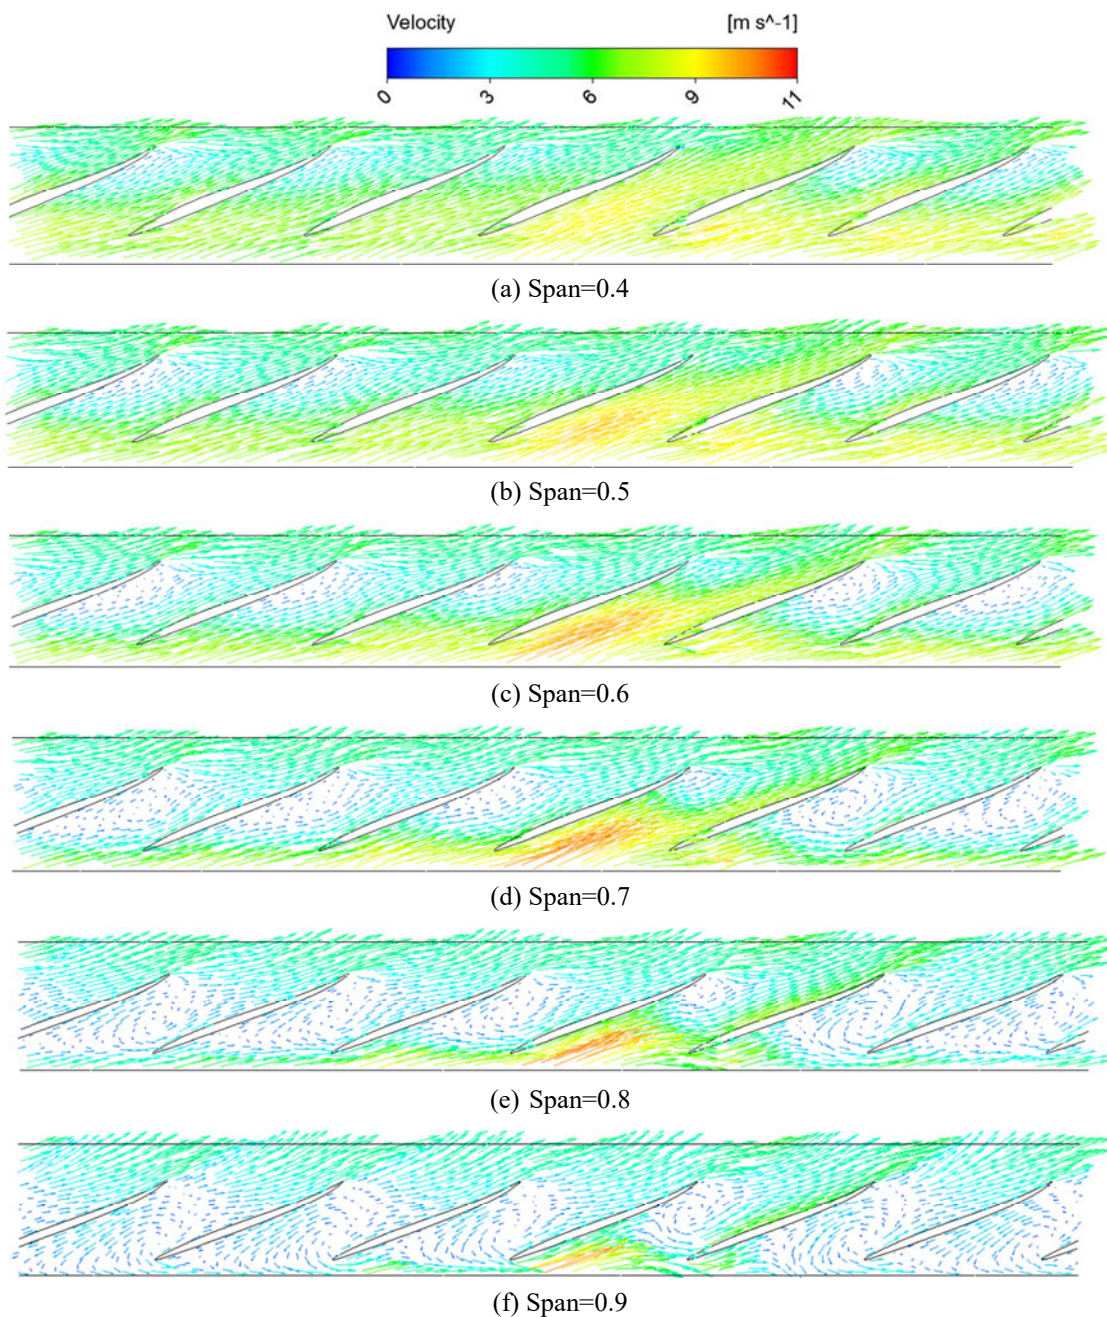 Velocity [m s^-1]
0 3 6 9 11
(a) Span=0.4
(b) Span=0.5
(c) Span=0.6
(d) Span=0.7
(e) Span=0.8
(f) Span=0.9